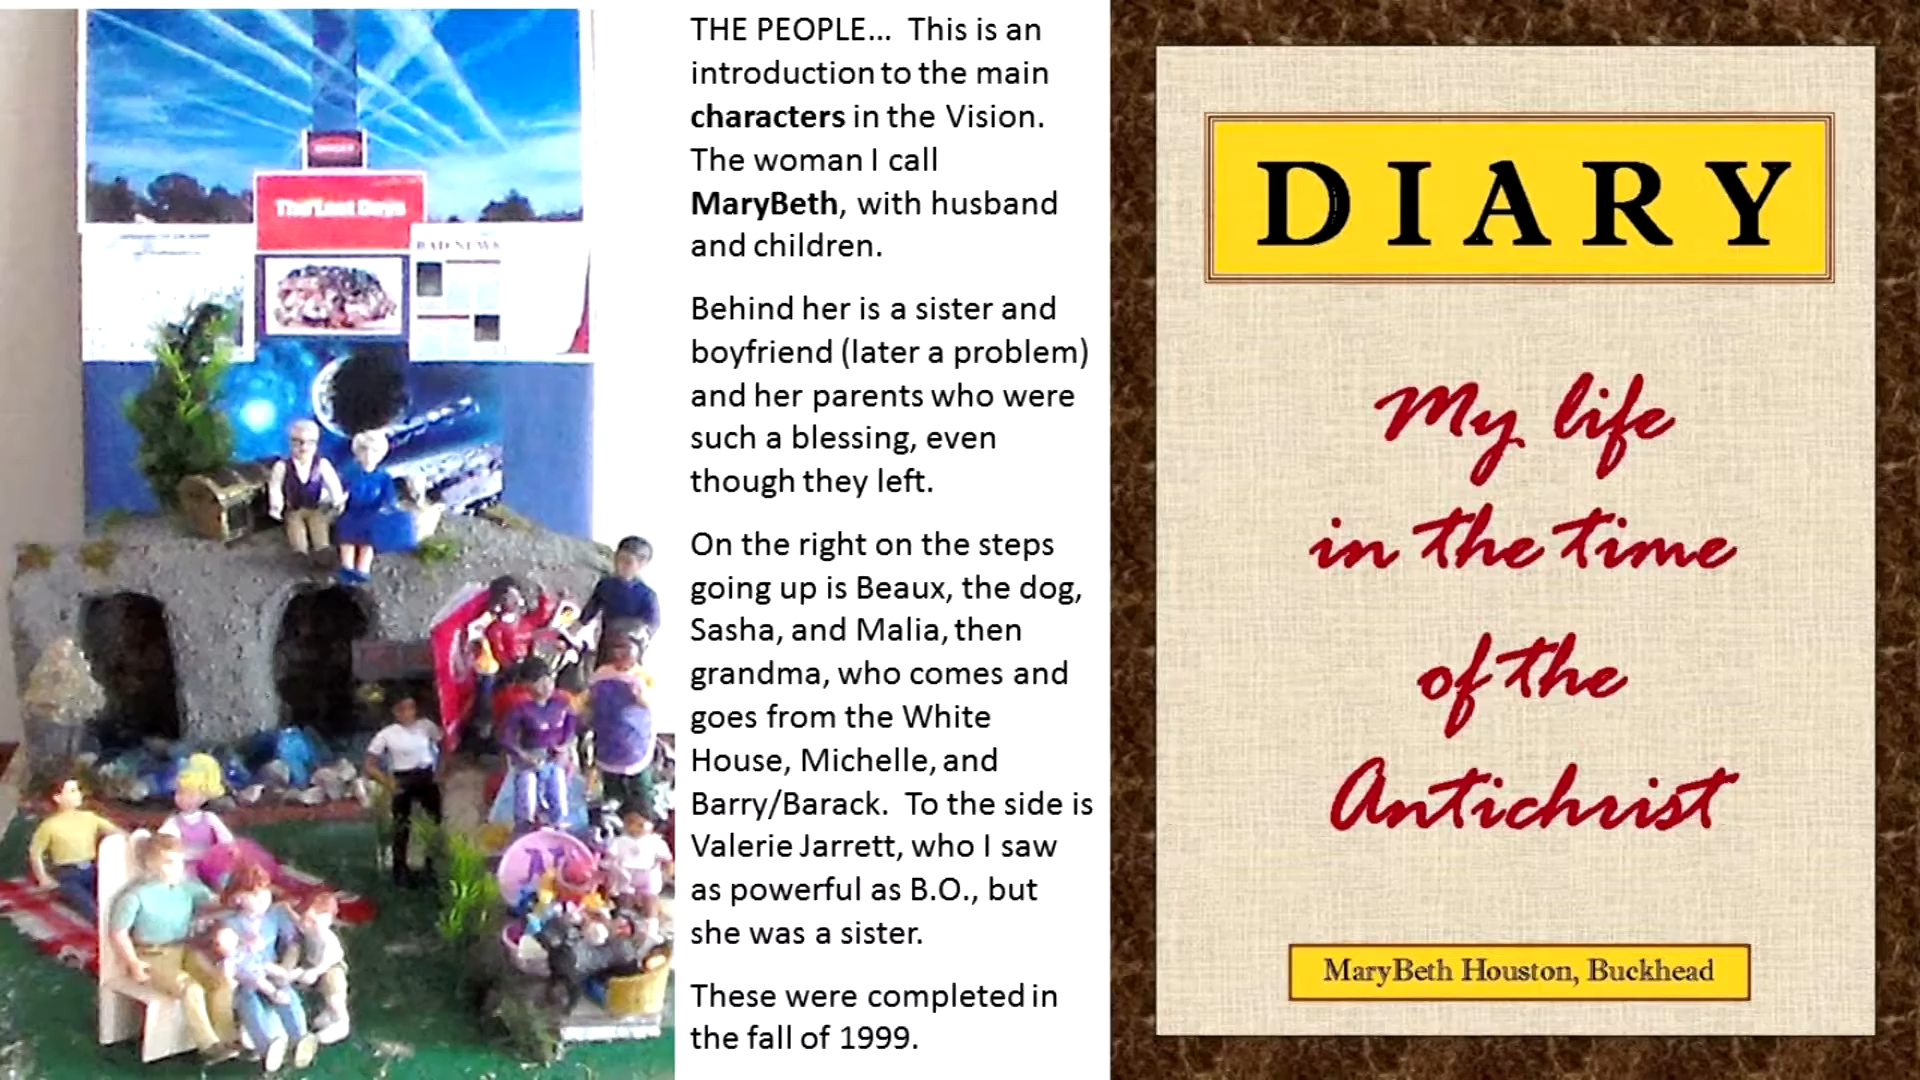 The Last Days
BAD NEWS
THE PEOPLE... This is an
introduction to the main
characters in the Vision.
The woman I call
MaryBeth, with husband
and children.
Behind her is a sister and
boyfriend (later a problem)
and her parents who were
such a blessing, even
though they left.
On the right on the steps
going up is Beaux, the dog,
Sasha, and Malia, then
grandma, who comes and
goes from the White
House, Michelle, and
Barry/Barack. To the side is
Valerie Jarrett, who I saw
as powerful as B.O., but
she was a sister.
These were completed in
the fall of 1999.
DIARY
My life
in the time
of the
Antichrist
MaryBeth Houston, Buckhead